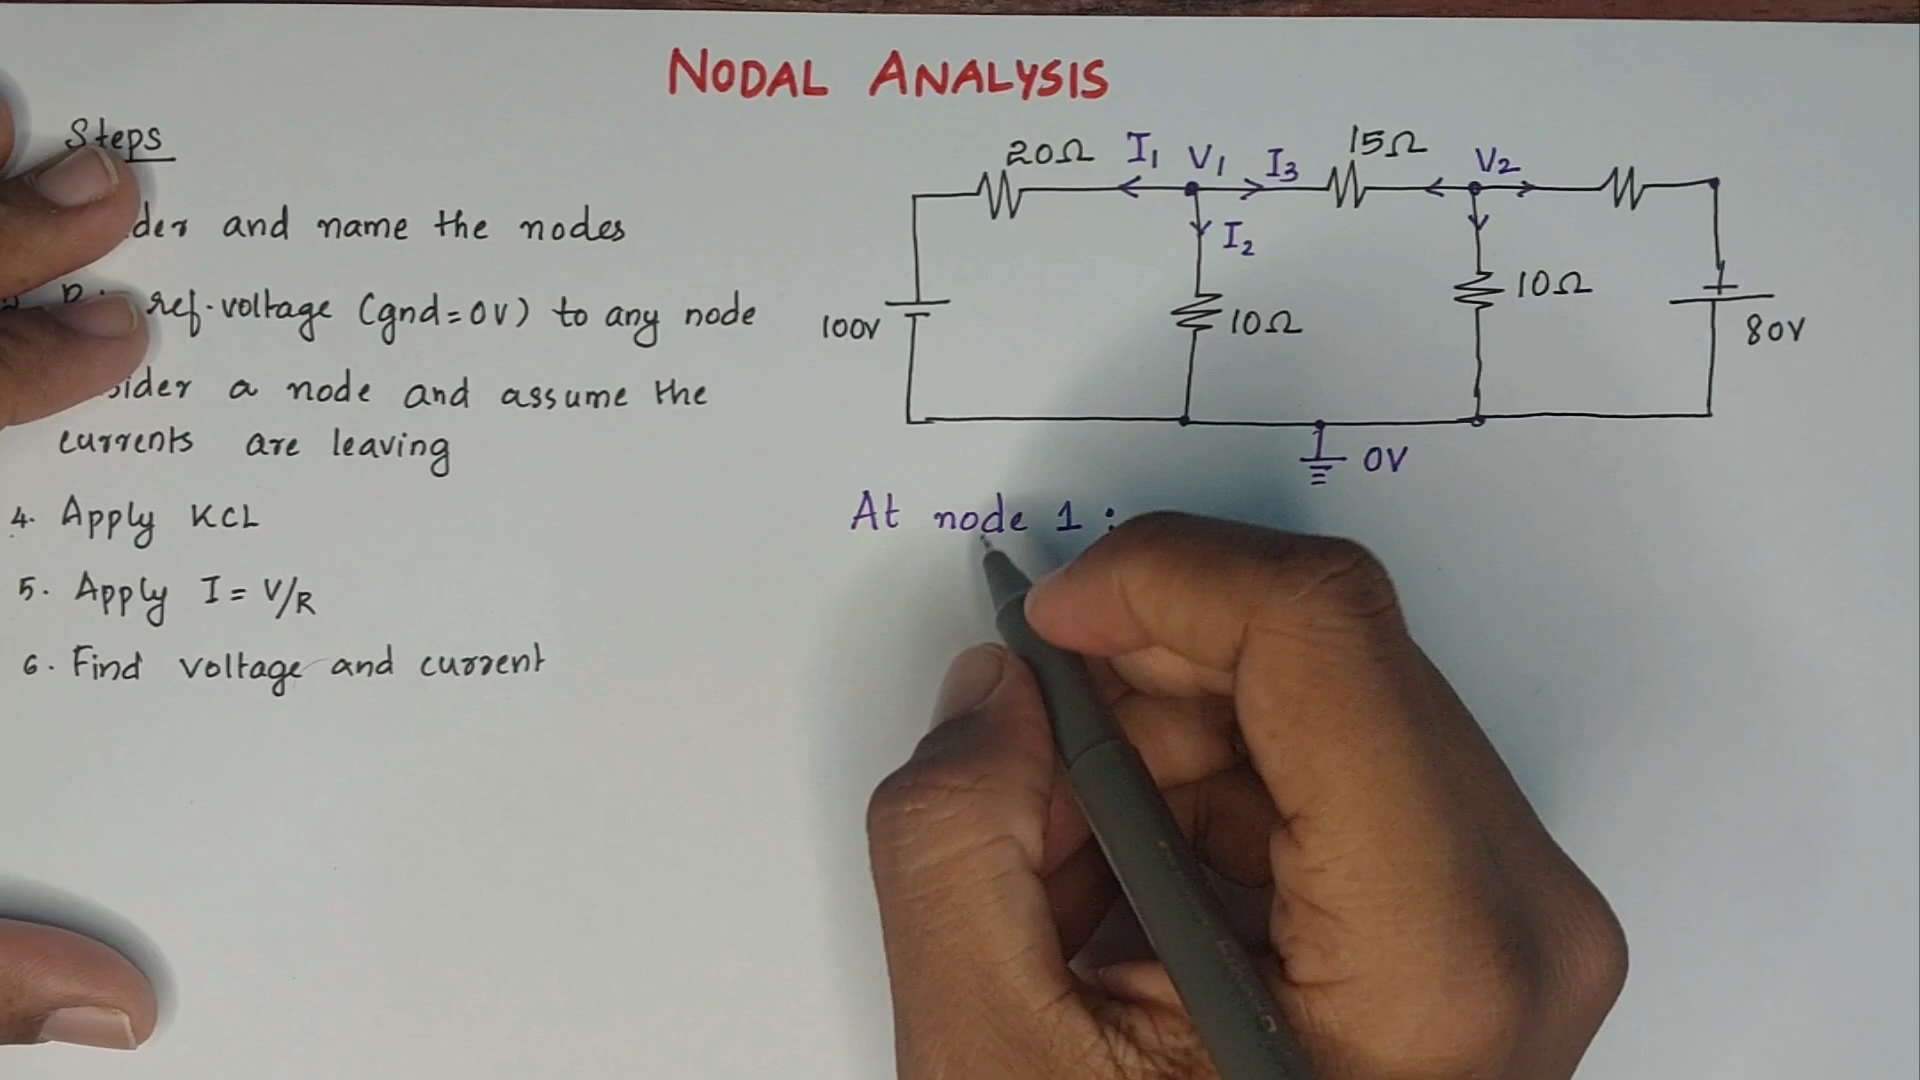 NODAL ANALYSIS
Steps
der and name the nodes
ref. voltage (gnd = 0V) to any node
sider a node and assume the
currents are leaving
4. Apply KCL
5. Apply I = V/R
6. Find voltage and current
20Ω I1 V1 I3 15Ω V2
I2
100V 10Ω 10Ω 80V
0V
At node 1 :